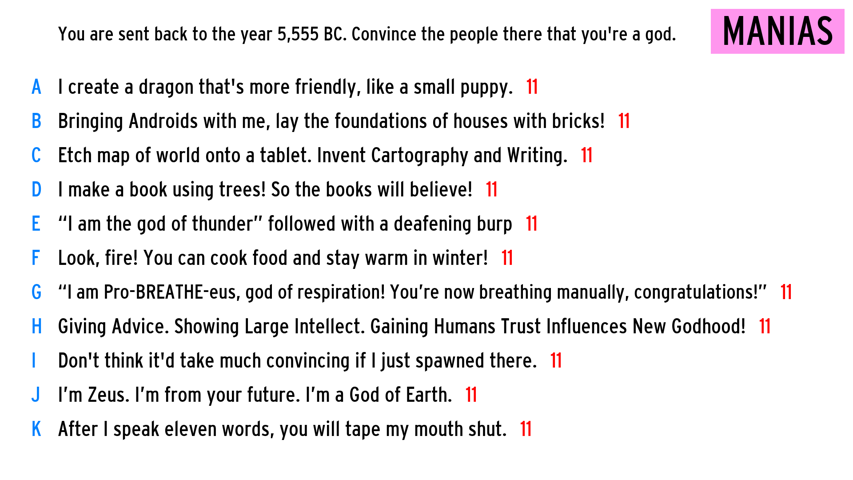 You are sent back to the year 5,555 BC. Convince the people there that you're a god.
MANIAS
A I create a dragon that's more friendly, like a small puppy. 11
B Bringing Androids with me, lay the foundations of houses with bricks! 11
C Etch map of world onto a tablet. Invent Cartography and Writing. 11
D I make a book using trees! So the books will believe! 11
E “I am the god of thunder” followed with a deafening burp 11
F Look, fire! You can cook food and stay warm in winter! 11
G “I am Pro-BREATHE-eus, god of respiration! You’re now breathing manually, congratulations!” 11
H Giving Advice. Showing Large Intellect. Gaining Humans Trust Influences New Godhood! 11
I Don't think it'd take much convincing if I just spawned there. 11
J I’m Zeus. I’m from your future. I’m a God of Earth. 11
K After I speak eleven words, you will tape my mouth shut. 11